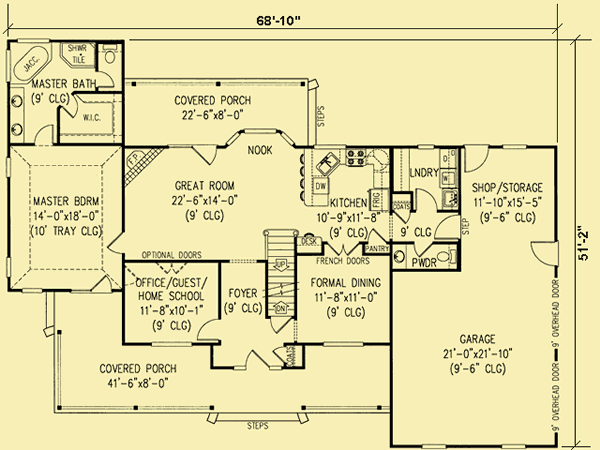 68'-10"
SHWR
TILE
JACC.
MASTER BATH
(9' CLG)
W.I.C.
COVERED PORCH
22'-6"x8'-0"
STEPS
NOOK
F.P.
GREAT ROOM
22'-6"x14'-0"
(9' CLG)
MASTER BDRM
14'-0"x18'-0"
(10' TRAY CLG)
DW
KITCHEN
10'-9"x11'-8"
(9' CLG)
FRIG
LNDRY
D
W
COATS
9' CLG
STEP
SHOP/STORAGE
11'-10"x15'-5"
(9'-6" CLG)
51'-2"
DESK
PANTRY
PWDR
OPTIONAL DOORS
FRENCH DOORS
OFFICE/GUEST/
HOME SCHOOL
11'-8"x10'-1"
(9' CLG)
FOYER
(9' CLG)
UP
DN
FORMAL DINING
11'-8"x11'-0"
(9' CLG)
COATS
9' OVERHEAD DOOR
GARAGE
21'-0"x21'-10"
(9'-6" CLG)
9' OVERHEAD DOOR
COVERED PORCH
41'-6"x8'-0"
STEPS